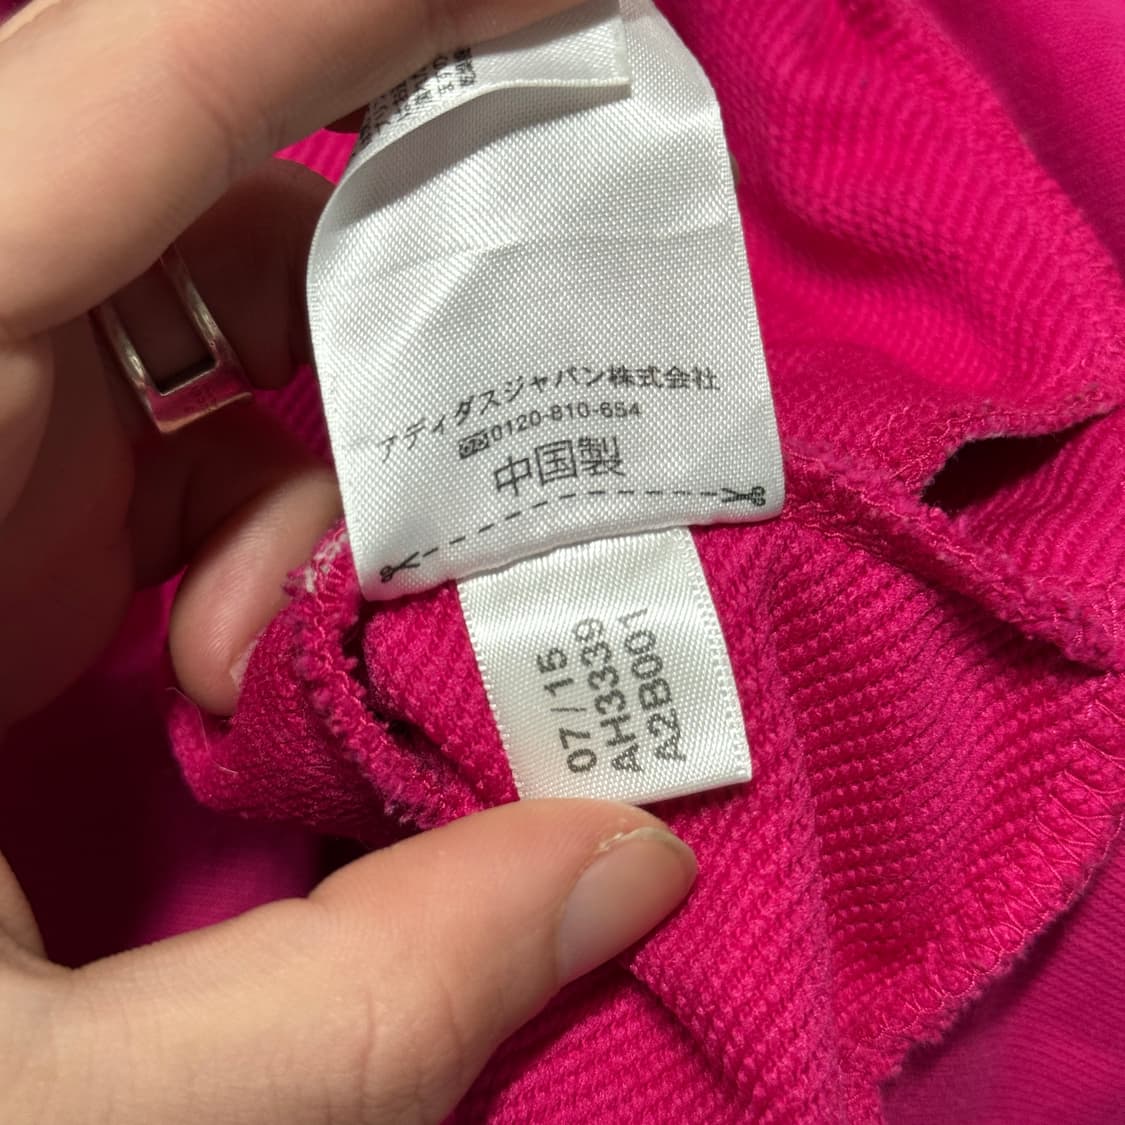 アディダスジャパン株式会社
0120-810-654
中国製
07/15
AH3339
A2B001